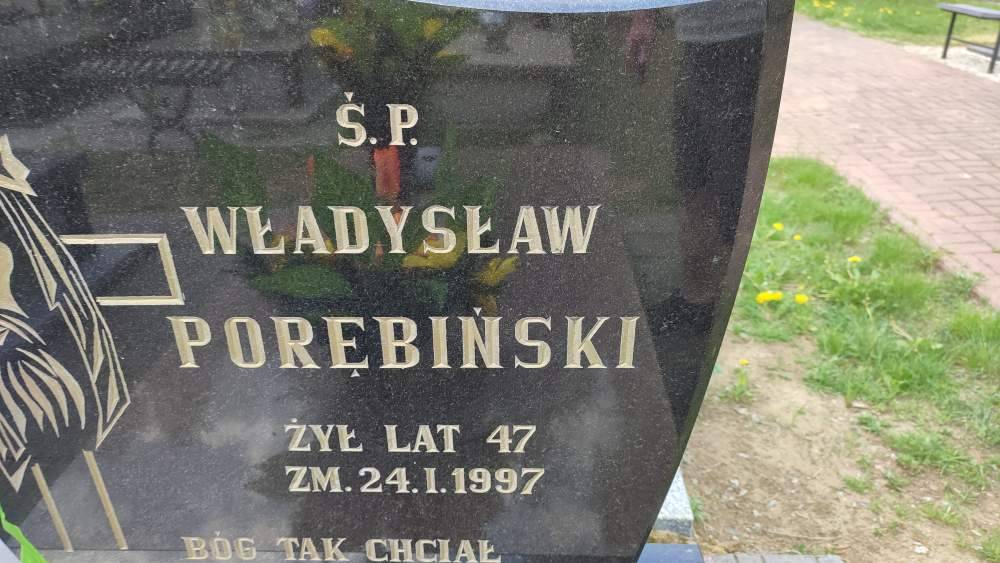 Ś.P.
WŁADYSŁAW
PORĘBIŃSKI
ŻYŁ LAT 47
ZM. 24.I.1997
BÓG TAK CHCIAŁ